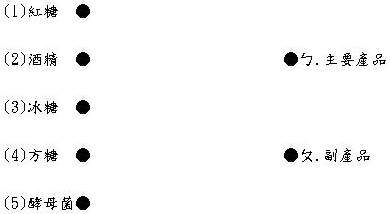 (1)紅糖
(2)酒精 ㄅ.主要產品
(3)冰糖
(4)方糖 ㄆ.副產品
(5)酵母菌